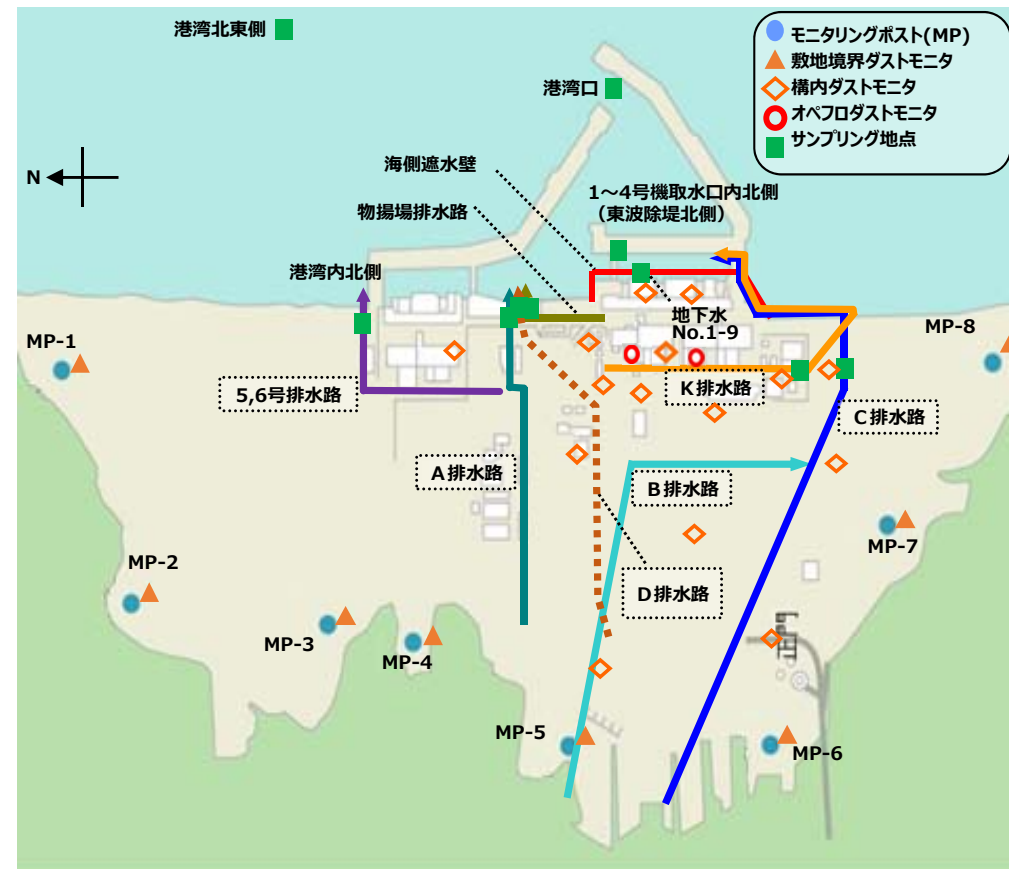 港湾北東側
モニタリングポスト(MP)
敷地境界ダストモニタ
構内ダストモニタ
オペフロダストモニタ
サンプリング地点
港湾口
N
海側遮水壁
1～4号機取水口内北側
（東波除堤北側）
物揚場排水路
港湾内北側
地下水
No.1-9
MP-8
MP-1
5,6号排水路
K排水路
C排水路
A排水路
B排水路
MP-7
MP-2
D排水路
MP-3
MP-4
MP-5
MP-6